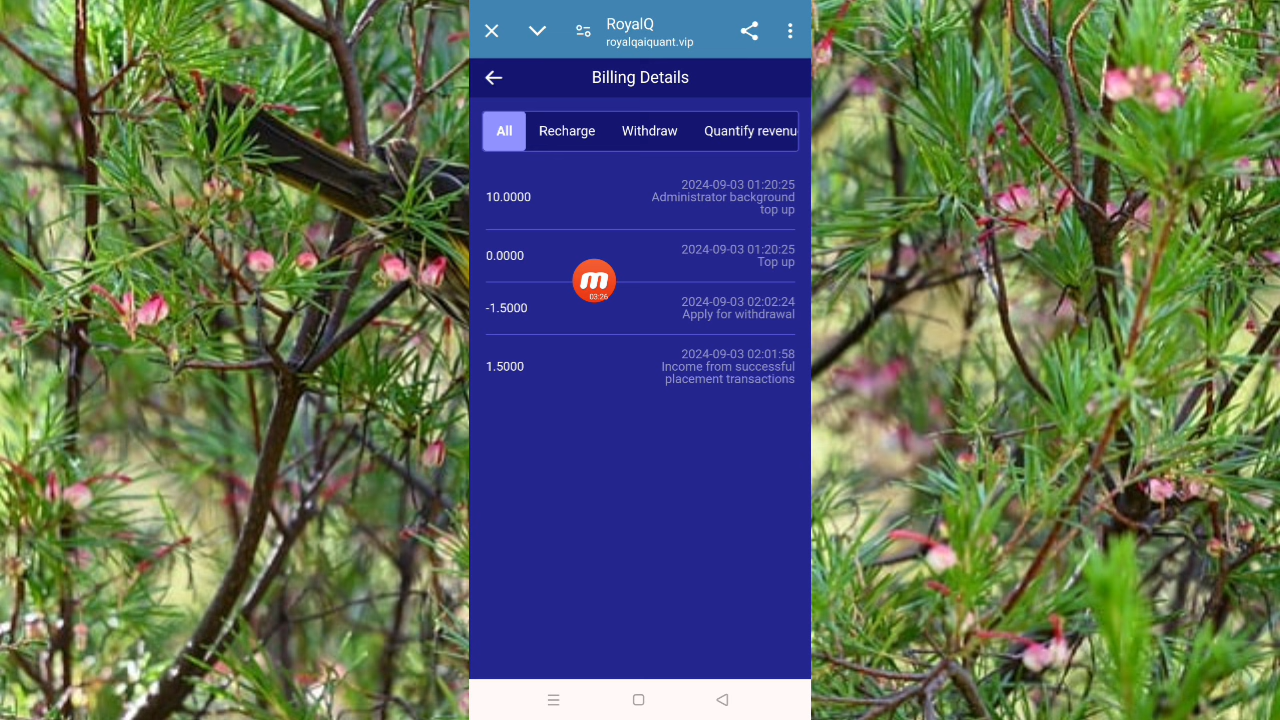 RoyalQ
royalqaiquant.vip
Billing Details
All Recharge Withdraw Quantify revenu
2024-09-03 01:20:25
10.0000 Administrator background
top up
2024-09-03 01:20:25
0.0000
Top up
m
03:26
2024-09-03 02:02:24
-1.5000
Apply for withdrawal
2024-09-03 02:01:58
1.5000 Income from successful
placement transactions